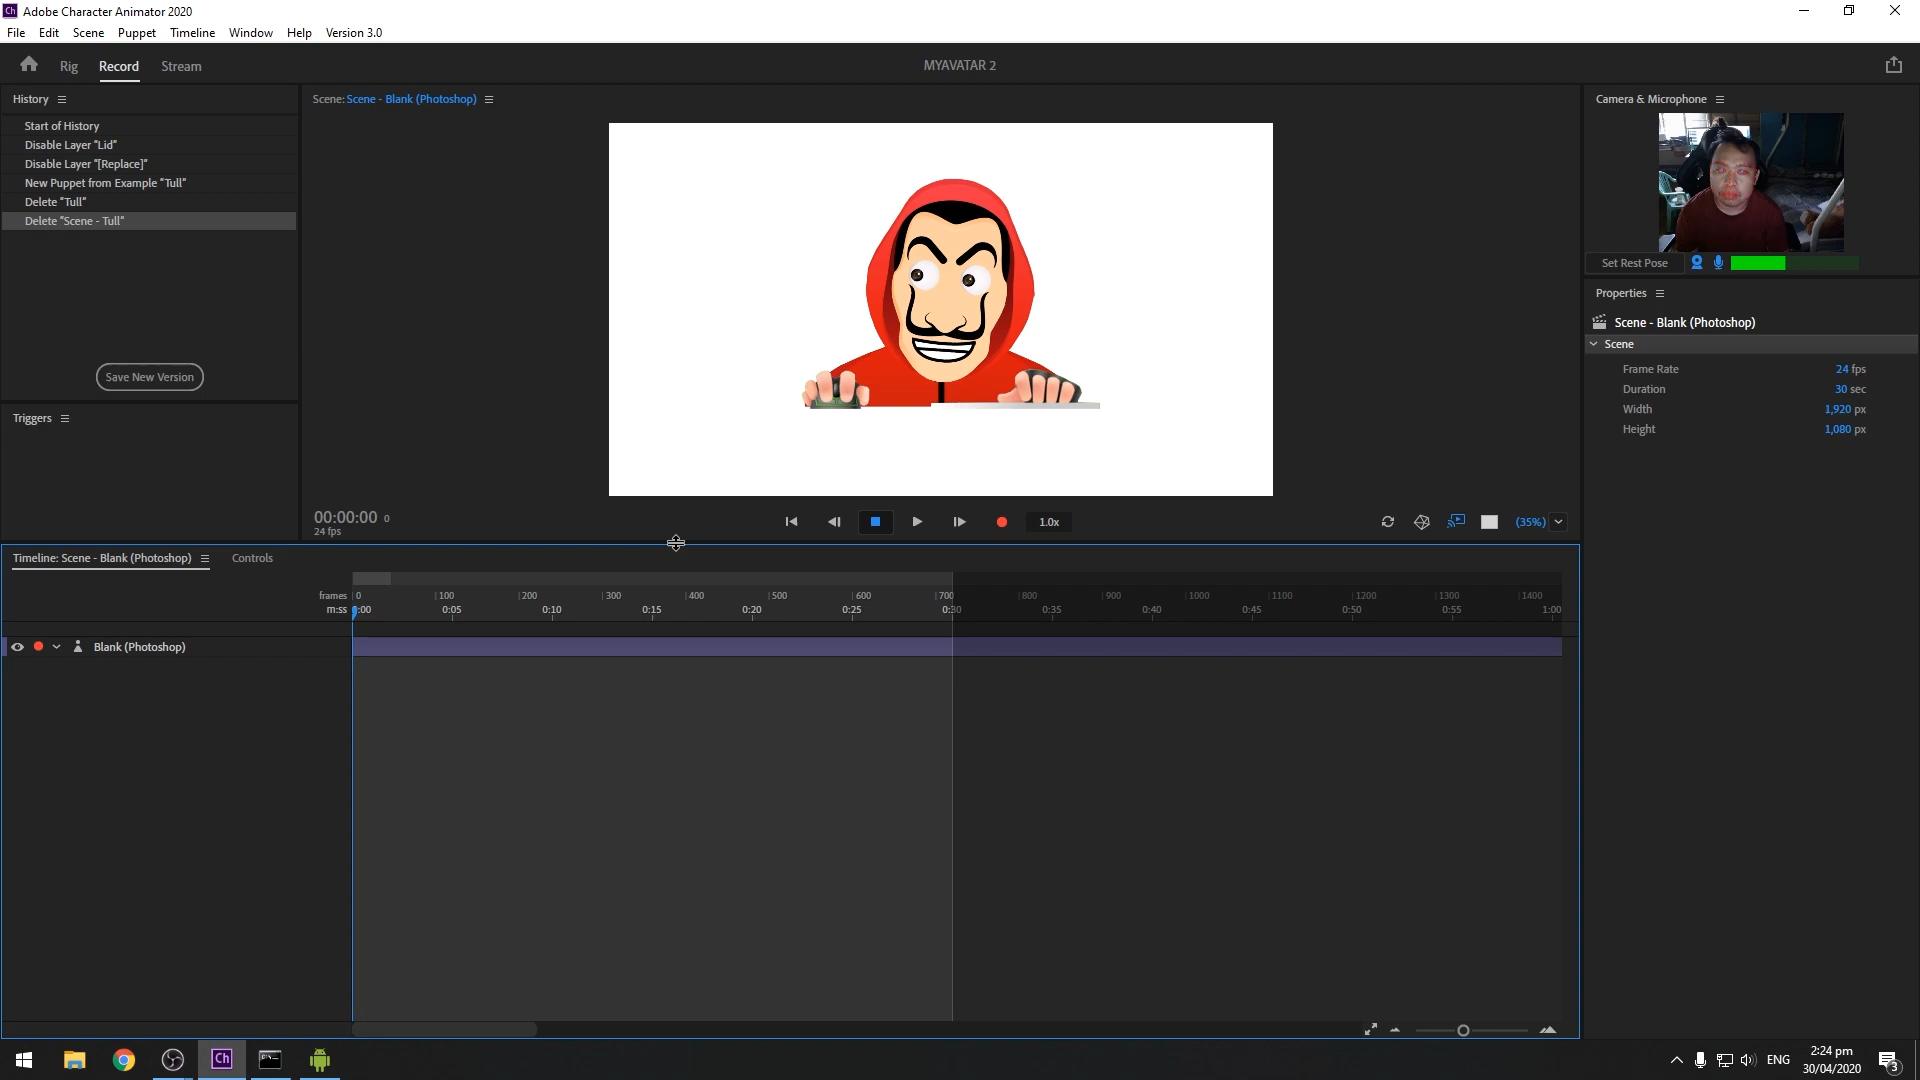 Ch Adobe Character Animator 2020
File Edit Scene Puppet Timeline Window Help Version 3.0
Rig Record Stream
MYAVATAR 2
History
Start of History
Disable Layer "Lid"
Disable Layer "[Replace]"
New Puppet from Example "Tull"
Delete "Tull"
Delete "Scene - Tull"
Save New Version
Triggers
Scene: Scene - Blank (Photoshop)
00:00:00 0
24 fps
1.0x
(35%)
Camera & Microphone
Set Rest Pose
Properties
Scene - Blank (Photoshop)
Scene
Frame Rate 24 fps
Duration 30 sec
Width 1,920 px
Height 1,080 px
Timeline: Scene - Blank (Photoshop) Controls
frames 0 100 200 300 400 500 600 700 800 900 1000 1100 1200 1300 1400
m:ss 0:00 0:05 0:10 0:15 0:20 0:25 0:30 0:35 0:40 0:45 0:50 0:55 1:00
Blank (Photoshop)
Ch
ENG
2:24 pm
30/04/2020
3